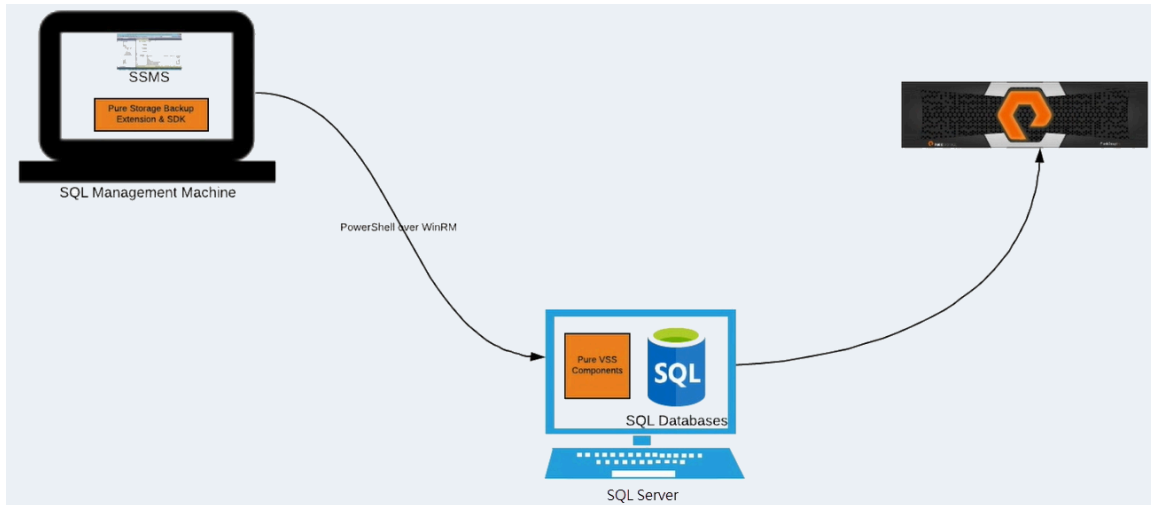 SSMS
Pure Storage Backup
Extension & SDK
SQL Management Machine
PowerShell over WinRM
Pure VSS
Components
SQL
SQL Databases
SQL Server